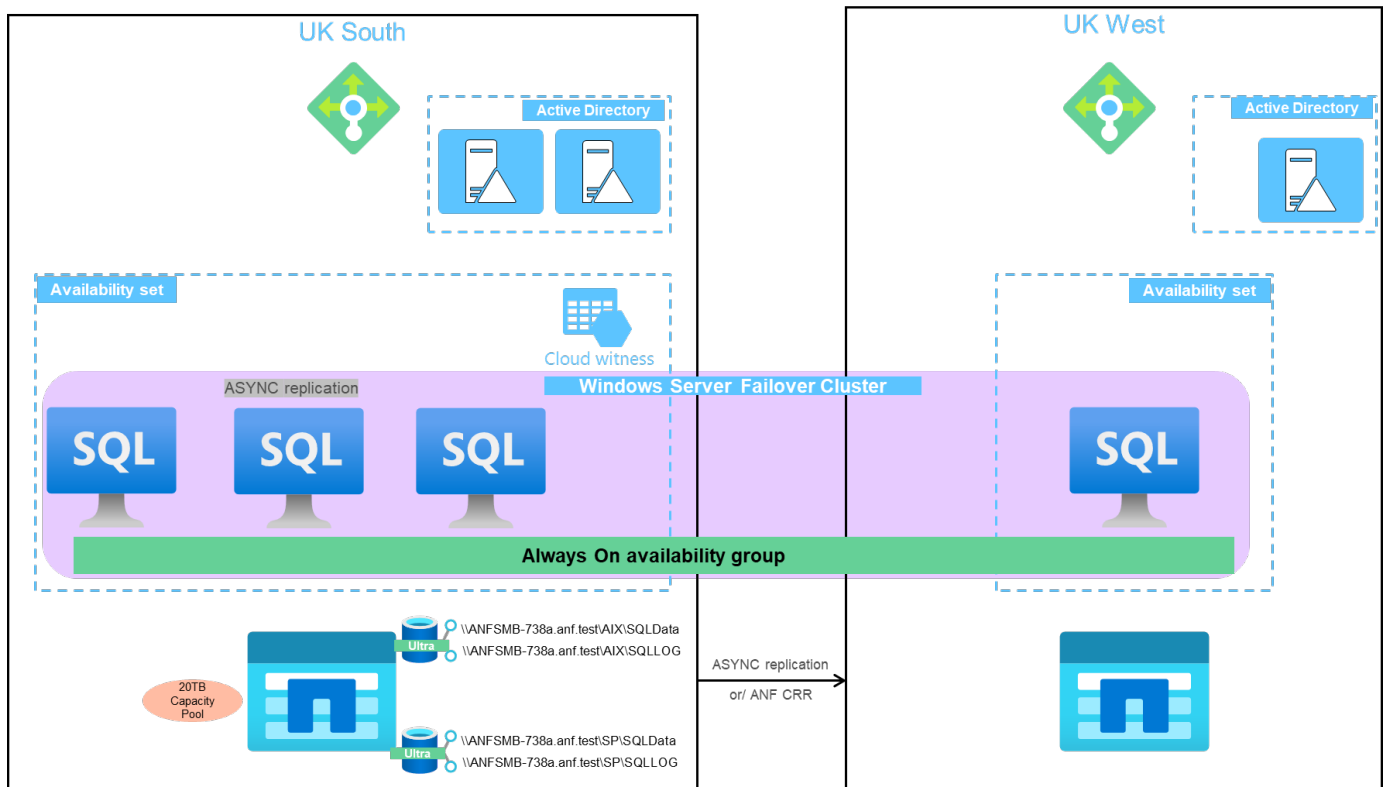 UK South
UK West
Active Directory
Active Directory
Availability set
Availability set
Cloud witness
Windows Server Failover Cluster
ASYNC replication
SQL
SQL
SQL
SQL
Always On availability group
Ultra
\\ANFSMB-738a.anf.test\AIX\SQLData
\\ANFSMB-738a.anf.test\AIX\SQLLOG
20TB
Capacity
Pool
ASYNC replication
or/ ANF CRR
Ultra
\\ANFSMB-738a.anf.test\SP\SQLData
\\ANFSMB-738a.anf.test\SP\SQLLOG